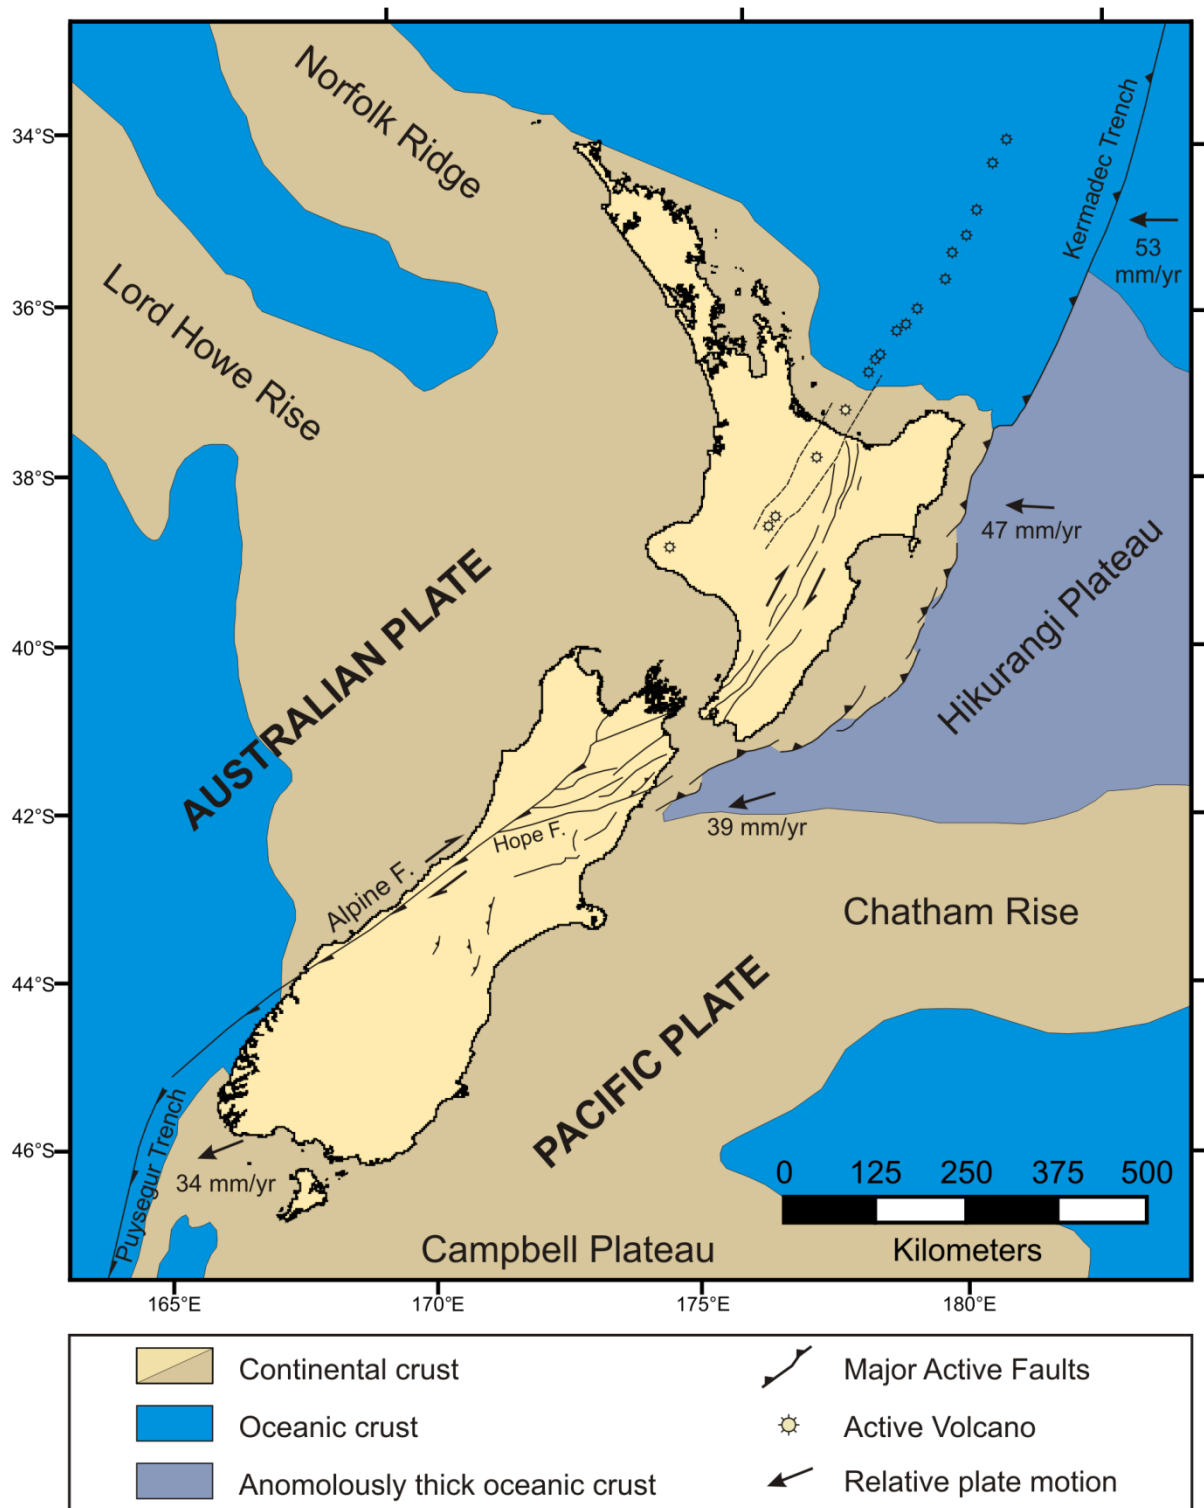 Norfolk Ridge
Kermadec Trench
34°S
53
mm/yr
Lord Howe Rise
36°S
38°S
47 mm/yr
Hikurangi Plateau
AUSTRALIAN PLATE
40°S
42°S
39 mm/yr
Hope F.
Alpine F.
Chatham Rise
44°S
PACIFIC PLATE
Puysegur Trench
46°S
34 mm/yr
0 125 250 375 500
Kilometers
Campbell Plateau
165°E 170°E 175°E 180°E
Continental crust
Oceanic crust
Anomolously thick oceanic crust
Major Active Faults
Active Volcano
Relative plate motion